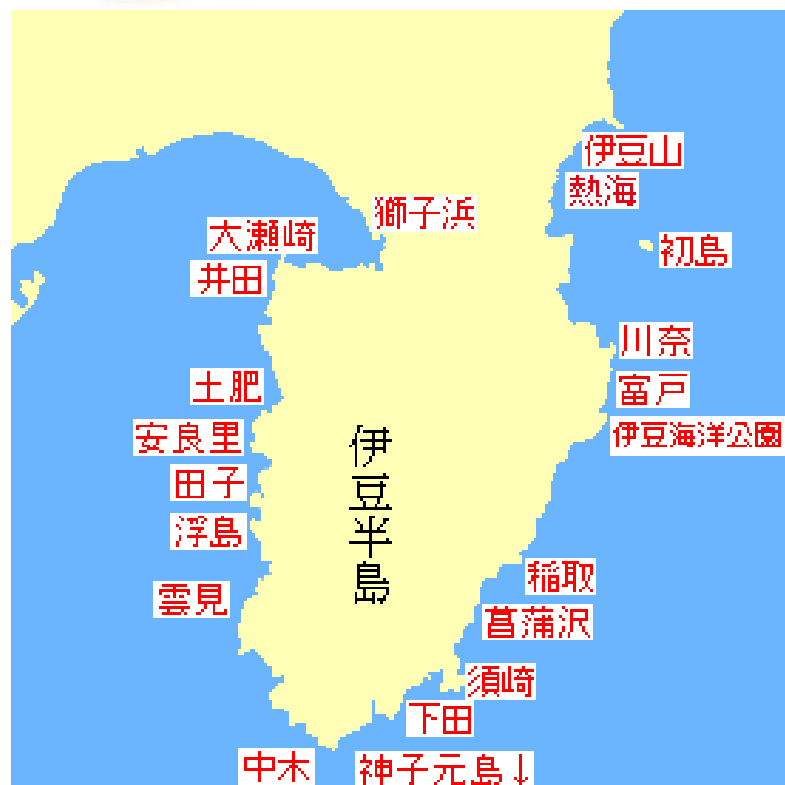 伊豆山
熱海
獅子浜
大瀬崎
初島
井田
川奈
土肥
富戸
安良里
伊豆海洋公園
伊豆半島
田子
浮島
稲取
雲見
菖蒲沢
須崎
下田
中木
神子元島↓